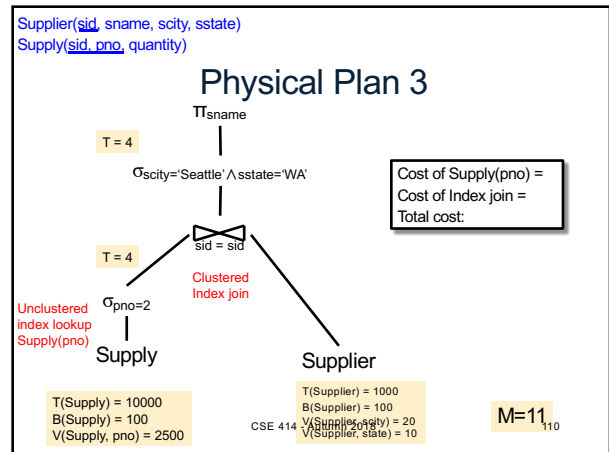 Supplier(sid, sname, scity, sstate)
Supply(sid, pno, quantity)
Physical Plan 3
πsname
T = 4
σscity='Seattle'∧sstate='WA'
Cost of Supply(pno) =
Cost of Index join =
Total cost:
sid = sid
T = 4
Clustered
Index join
σpno=2
Unclustered
index lookup
Supply(pno)
Supply
Supplier
T(Supply) = 10000
B(Supply) = 100
V(Supply, pno) = 2500
T(Supplier) = 1000
B(Supplier) = 100
V(Supplier, scity) = 20
V(Supplier, state) = 10
CSE 414 - Autumn 2018
M=11
110